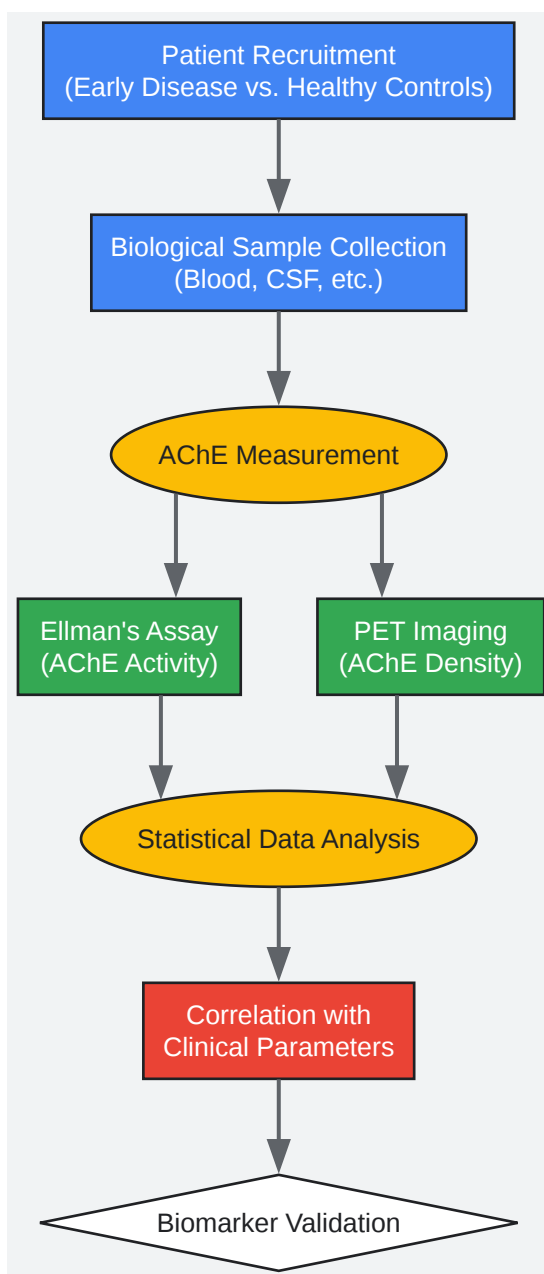 Patient Recruitment
(Early Disease vs. Healthy Controls)
Biological Sample Collection
(Blood, CSF, etc.)
AChE Measurement
Ellman's Assay
(AChE Activity)
PET Imaging
(AChE Density)
Statistical Data Analysis
Correlation with
Clinical Parameters
Biomarker Validation